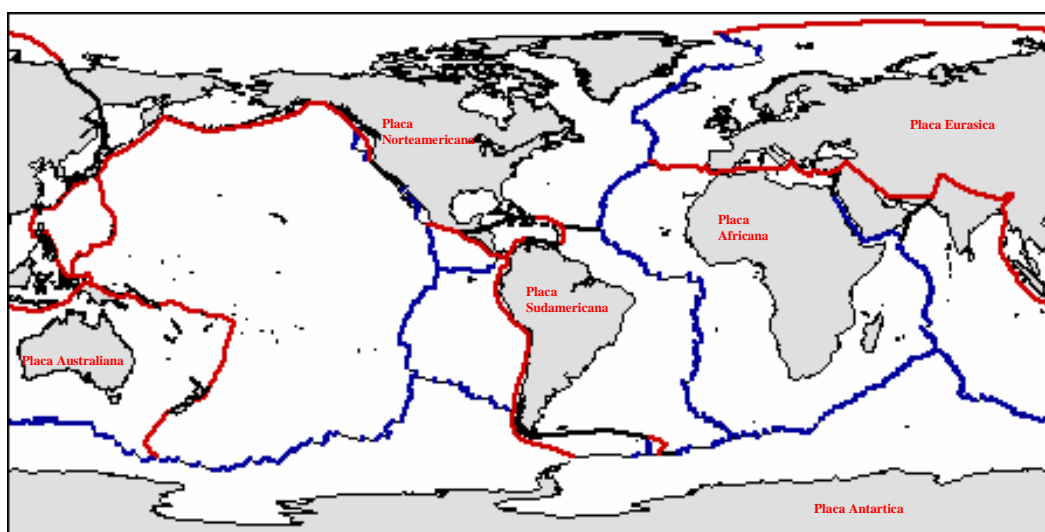 Placa
Norteamericana
Placa Eurasica
Placa
Africana
Placa
Sudamericana
Placa Australiana
Placa Antartica